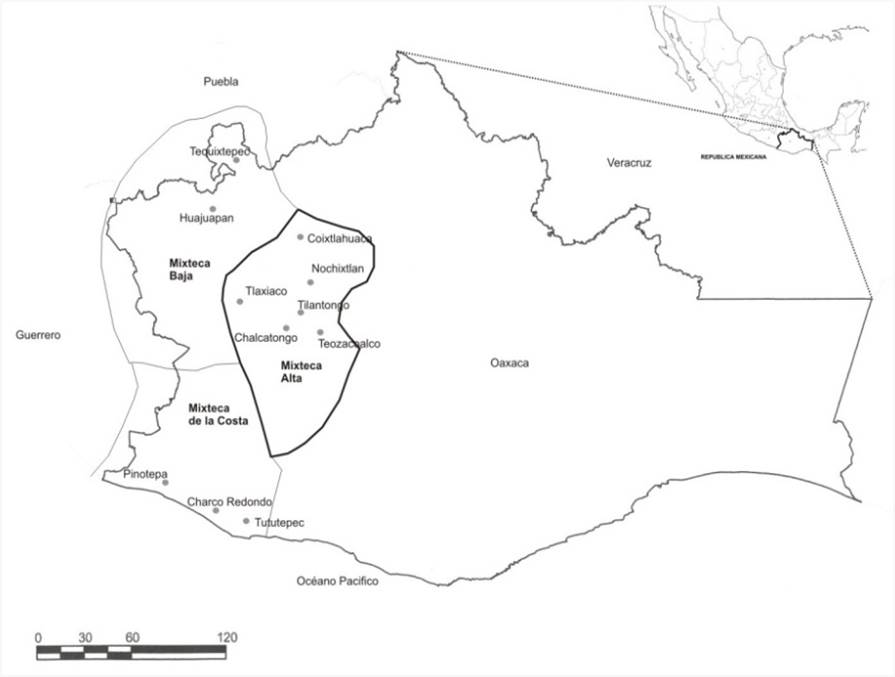 Puebla
Veracruz
REPUBLICA MEXICANA
Tequixtepec
Huajuapan
Coixtlahuaca
Mixteca
Baja
Nochixtlan
Tlaxiaco
Tilantongo
Guerrero
Chalcatongo
Teozacoalco
Oaxaca
Mixteca
Alta
Mixteca
de la Costa
Pinotepa
Charco Redondo
Tututepec
Océano Pacifico
0 30 60 120